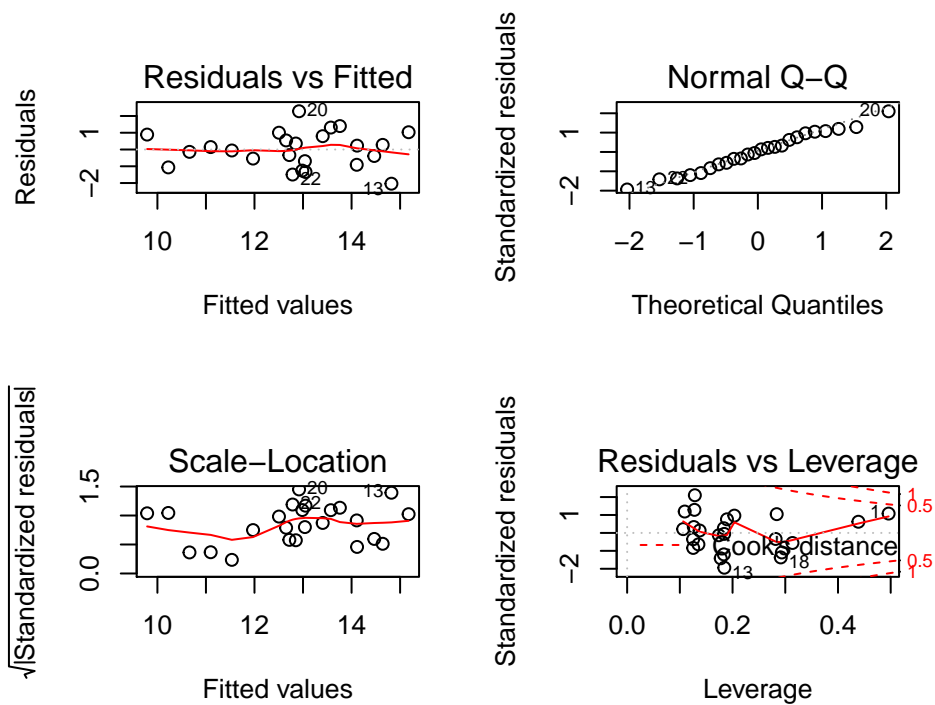 Residuals vs Fitted
Residuals
1
−2
20
22
13
10
12
14
Fitted values
Normal Q−Q
Standardized residuals
1
−2
20
13
22
−2
−1
0
1
2
Theoretical Quantiles
Scale−Location
√|Standardized residuals|
1.5
0.0
20
22
13
10
12
14
Fitted values
Residuals vs Leverage
Standardized residuals
1
−2
Cook's distance
13
18
1
1
0.5
0.5
1
0.0
0.2
0.4
Leverage